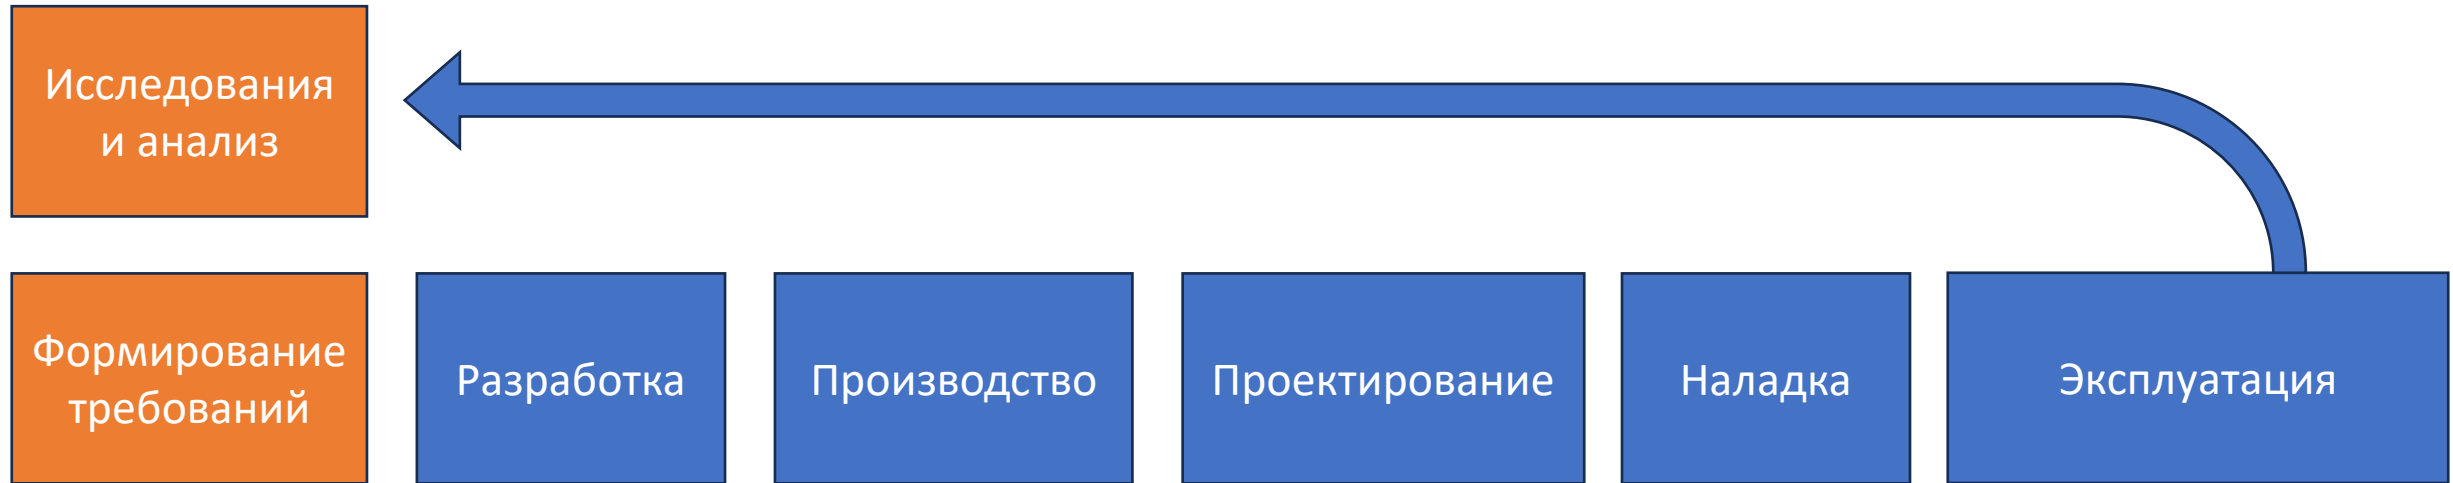 Исследования
и анализ
Формирование
требований
Разработка
Производство
Проектирование
Наладка
Эксплуатация